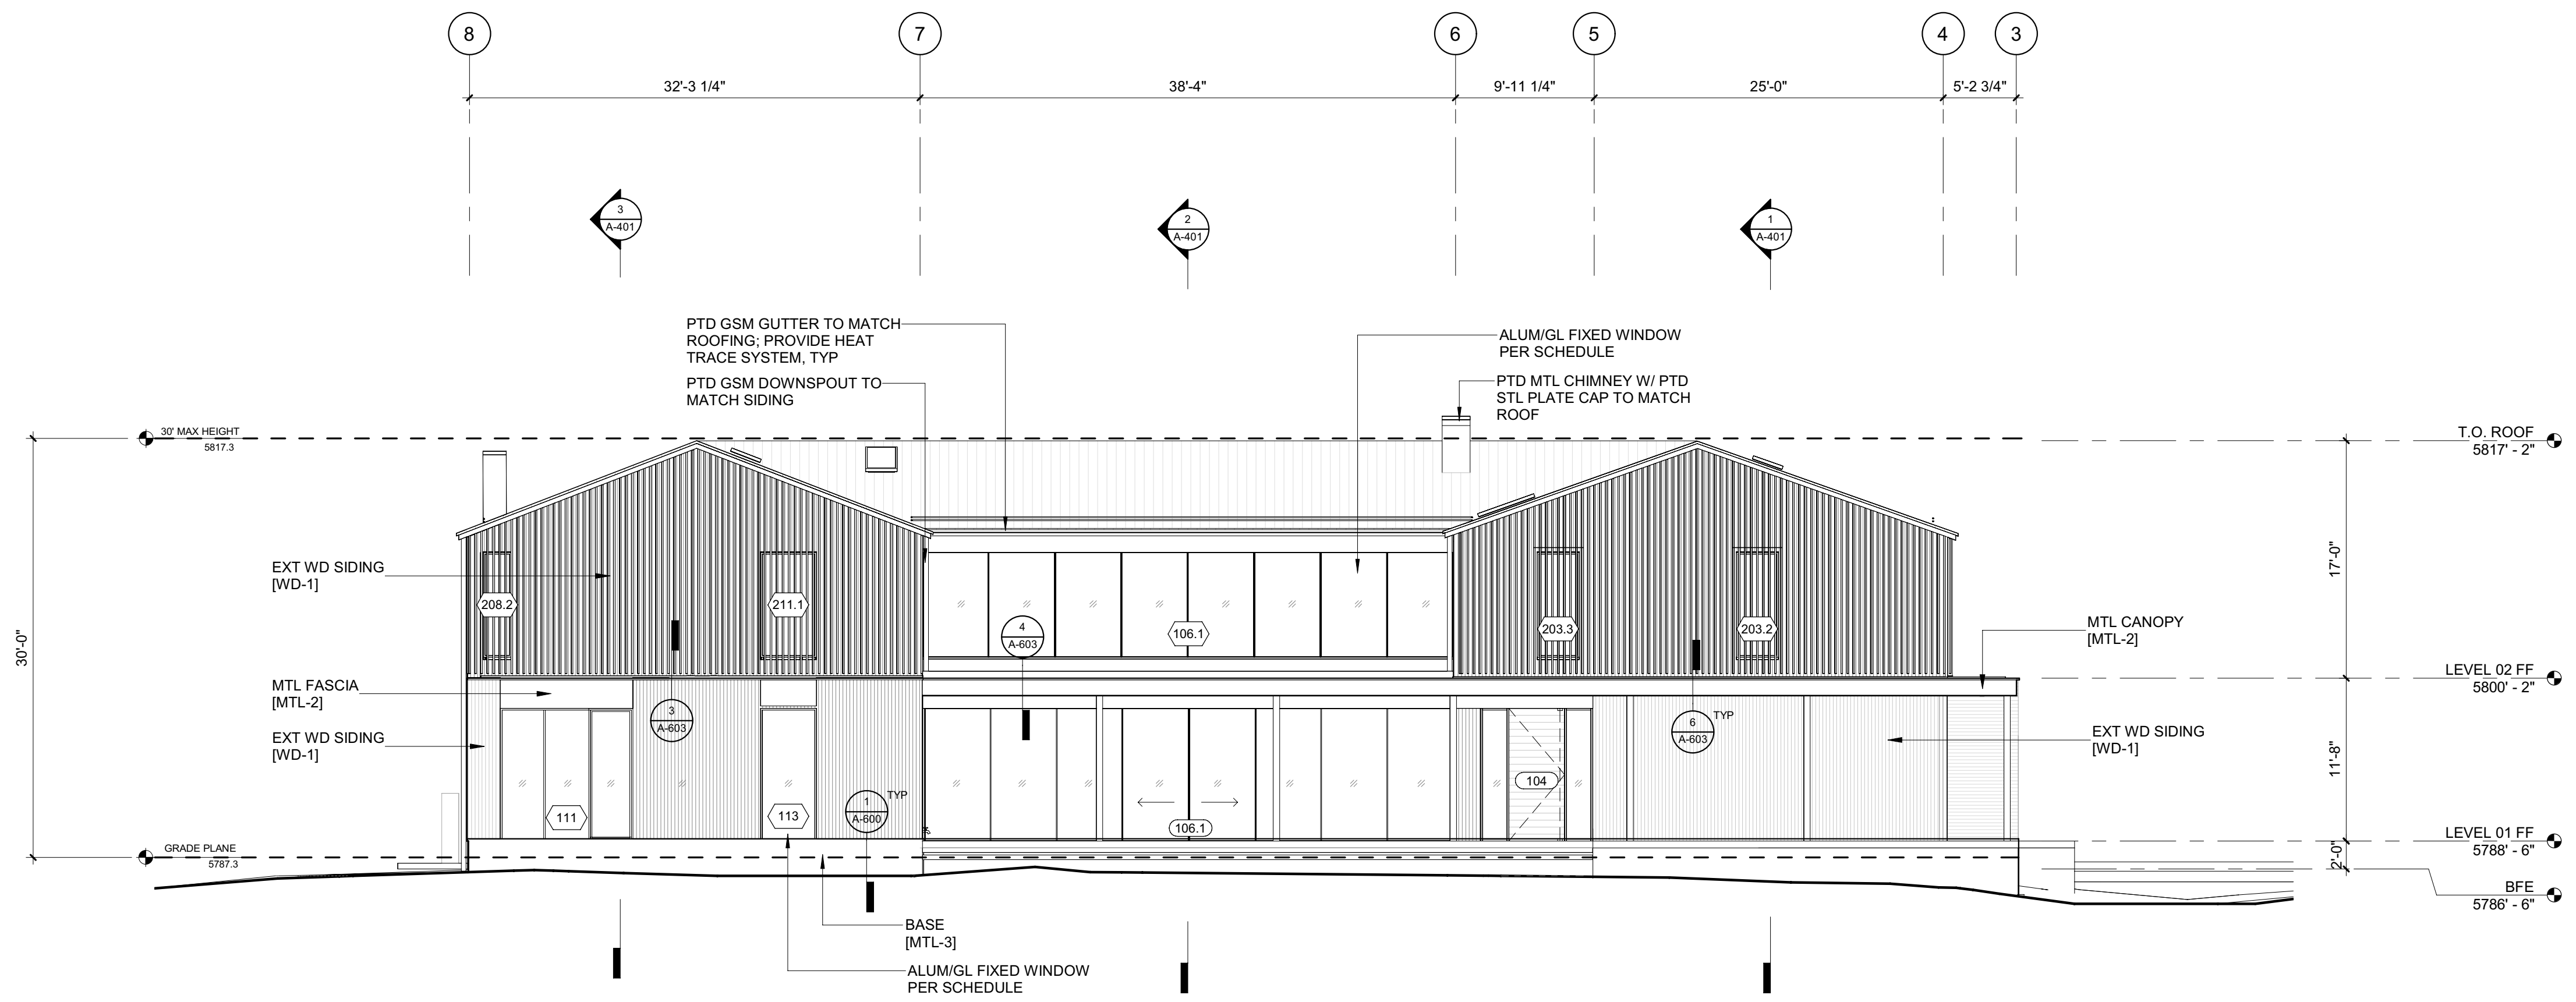 8
7
6
5
4
3
32'-3 1/4"
38'-4"
9'-11 1/4"
25'-0"
5'-2 3/4"
3
A-401
2
A-401
1
A-401
PTD GSM GUTTER TO MATCH
ROOFING; PROVIDE HEAT
TRACE SYSTEM, TYP
PTD GSM DOWNSPOUT TO
MATCH SIDING
ALUM/GL FIXED WINDOW
PER SCHEDULE
PTD MTL CHIMNEY W/ PTD
STL PLATE CAP TO MATCH
ROOF
30' MAX HEIGHT
5817.3
T.O. ROOF
5817' - 2"
EXT WD SIDING
[WD-1]
208.2
211.1
4
A-603
106.1
203.3
203.2
17'-0"
30'-0"
MTL CANOPY
[MTL-2]
MTL FASCIA
[MTL-2]
LEVEL 02 FF
5800' - 2"
3
A-603
6
A-603
TYP
EXT WD SIDING
[WD-1]
EXT WD SIDING
[WD-1]
11'-8"
104
111
113
1
A-600
TYP
106.1
GRADE PLANE
5787.3
LEVEL 01 FF
5788' - 6"
2'-0"
BFE
5786' - 6"
BASE
[MTL-3]
ALUM/GL FIXED WINDOW
PER SCHEDULE